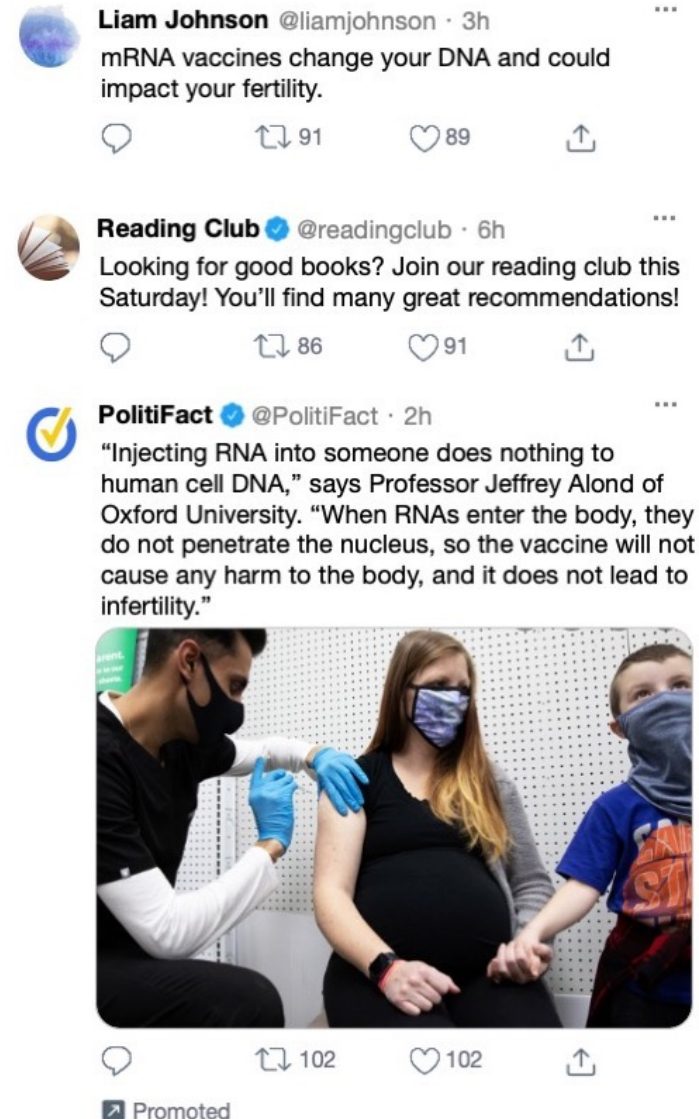 Liam Johnson @liamjohnson · 3h
mRNA vaccines change your DNA and could
impact your fertility.
91 89
Reading Club @readingclub · 6h
Looking for good books? Join our reading club this
Saturday! You’ll find many great recommendations!
86 91
PolitiFact @PolitiFact · 2h
“Injecting RNA into someone does nothing to
human cell DNA,” says Professor Jeffrey Alond of
Oxford University. “When RNAs enter the body, they
do not penetrate the nucleus, so the vaccine will not
cause any harm to the body, and it does not lead to
infertility.”
arent.
102 102
Promoted